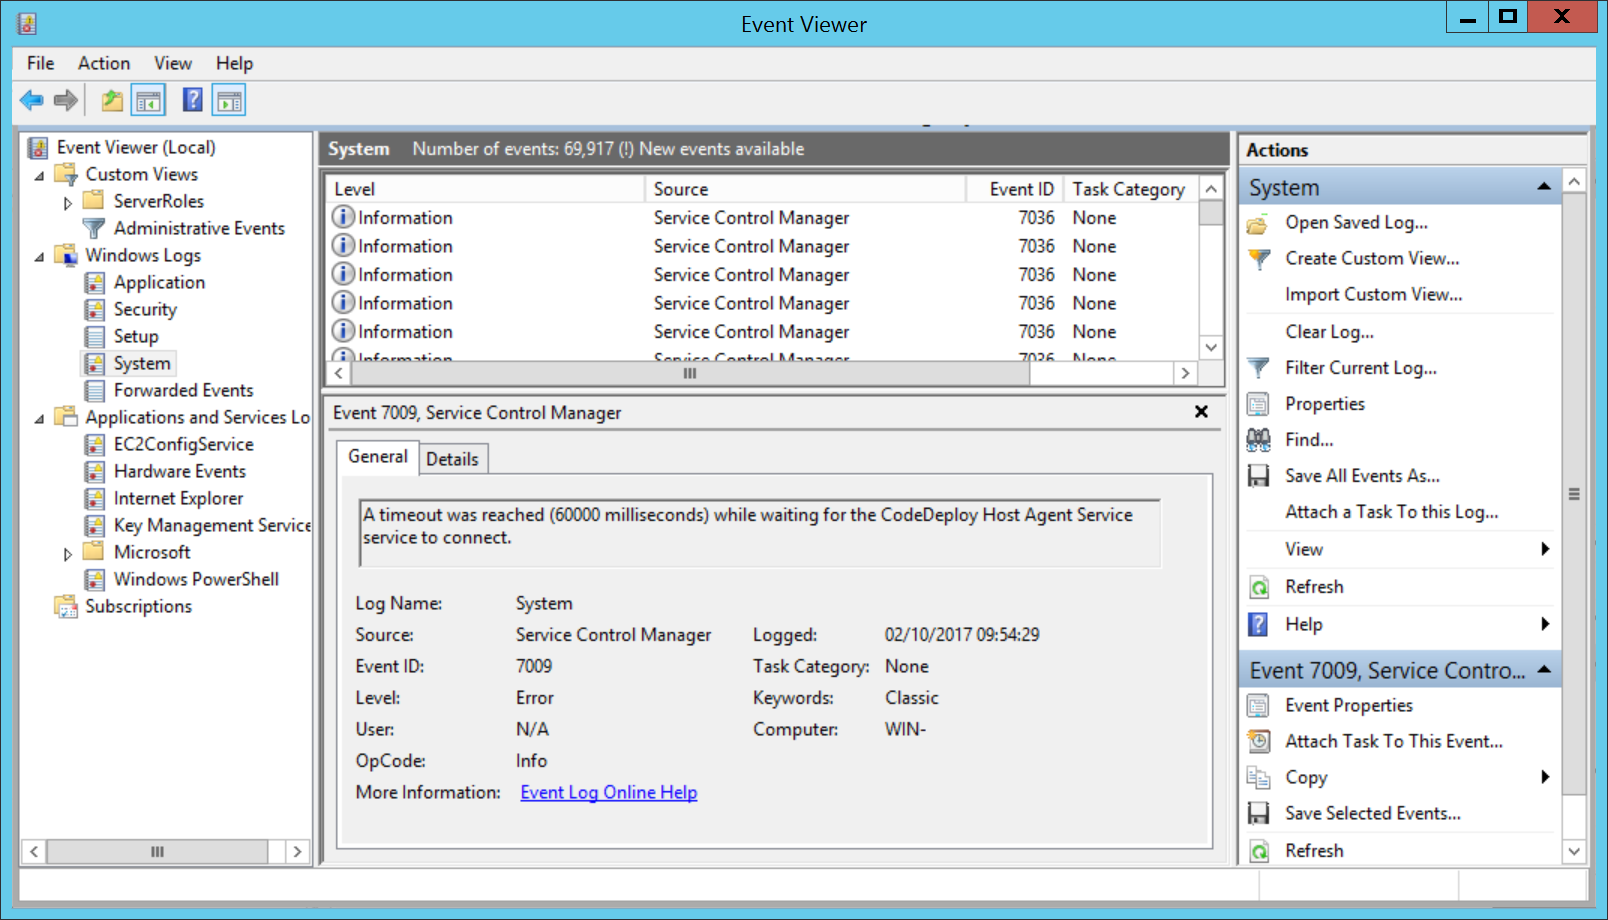 Event Viewer
File Action View Help
Event Viewer (Local)
Custom Views
ServerRoles
Administrative Events
Windows Logs
Application
Security
Setup
System
Forwarded Events
Applications and Services Lo
EC2ConfigService
Hardware Events
Internet Explorer
Key Management Service
Microsoft
Windows PowerShell
Subscriptions
System Number of events: 69,917 (!) New events available
Level Source Event ID Task Category
Information Service Control Manager 7036 None
Information Service Control Manager 7036 None
Information Service Control Manager 7036 None
Information Service Control Manager 7036 None
Information Service Control Manager 7036 None
Information Service Control Manager 7036 None
Event 7009, Service Control Manager
General Details
A timeout was reached (60000 milliseconds) while waiting for the CodeDeploy Host Agent Service
service to connect.
Log Name: System
Source: Service Control Manager Logged: 02/10/2017 09:54:29
Event ID: 7009 Task Category: None
Level: Error Keywords: Classic
User: N/A Computer: WIN-
OpCode: Info
More Information: Event Log Online Help
Actions
System
Open Saved Log...
Create Custom View...
Import Custom View...
Clear Log...
Filter Current Log...
Properties
Find...
Save All Events As...
Attach a Task To this Log...
View
Refresh
Help
Event 7009, Service Contro...
Event Properties
Attach Task To This Event...
Copy
Save Selected Events...
Refresh